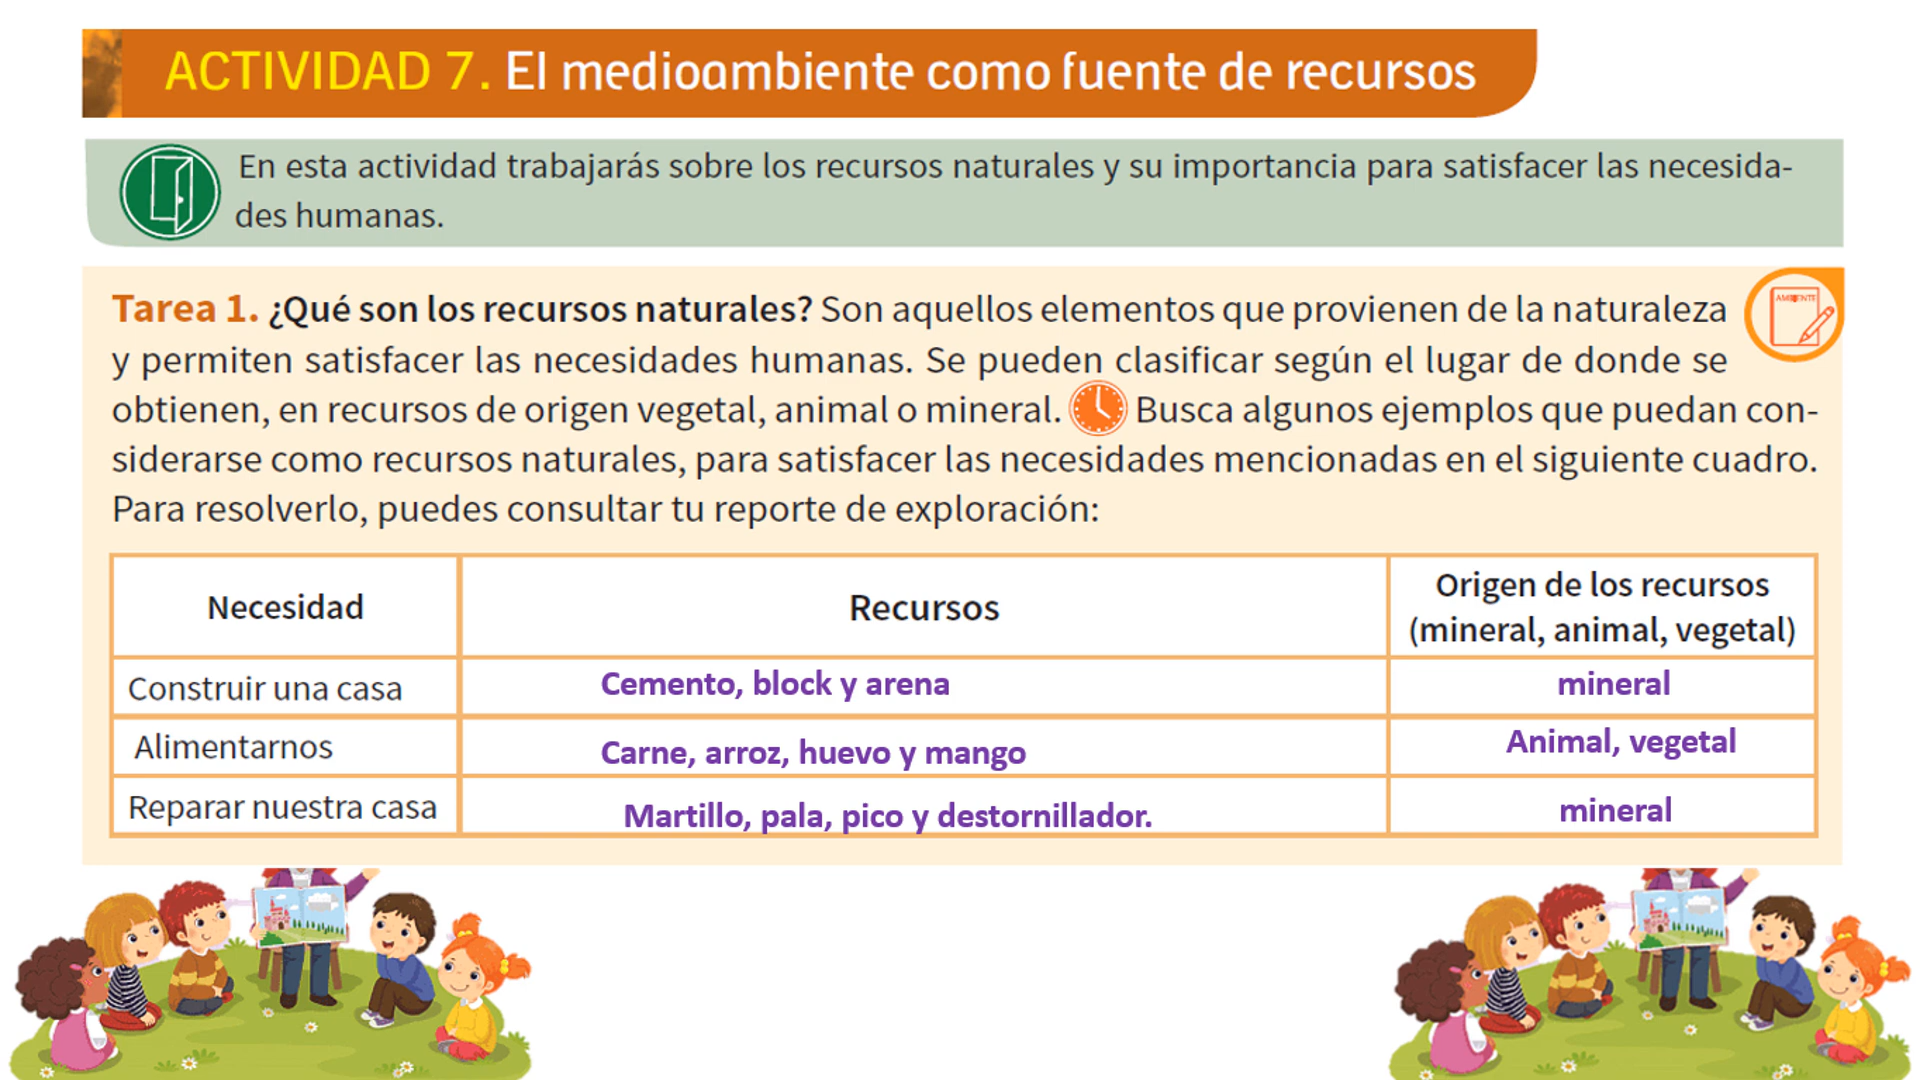 ACTIVIDAD 7. El medioambiente como fuente de recursos
En esta actividad trabajarás sobre los recursos naturales y su importancia para satisfacer las necesida-
des humanas.
Tarea 1. ¿Qué son los recursos naturales? Son aquellos elementos que provienen de la naturaleza
y permiten satisfacer las necesidades humanas. Se pueden clasificar según el lugar de donde se
obtienen, en recursos de origen vegetal, animal o mineral. Busca algunos ejemplos que puedan con-
siderarse como recursos naturales, para satisfacer las necesidades mencionadas en el siguiente cuadro.
Para resolverlo, puedes consultar tu reporte de exploración:
AMBIENTE
Necesidad
Recursos
Origen de los recursos
(mineral, animal, vegetal)
Construir una casa
Cemento, block y arena
mineral
Alimentarnos
Carne, arroz, huevo y mango
Animal, vegetal
Reparar nuestra casa
Martillo, pala, pico y destornillador.
mineral